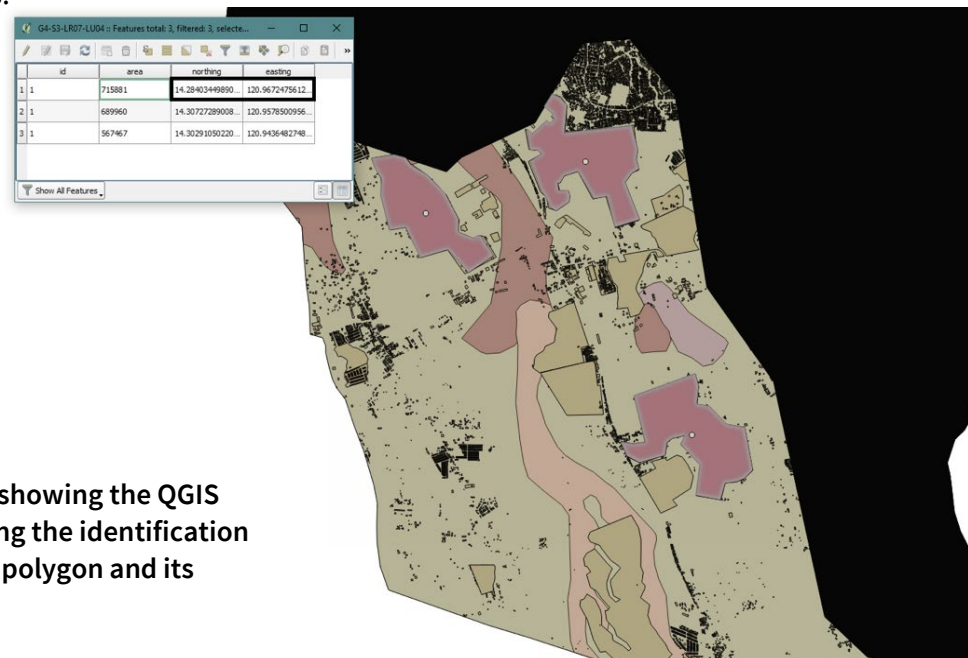 G4-S3-LR07-LU04 :: Features total: 3, filtered: 3, selecte...
id area northing easting
1 1 715881 14.28403449890... 120.9672475612...
2 1 689960 14.30727289008... 120.9578500956...
3 1 567467 14.30291050220... 120.9436482748...
Show All Features
showing the QGIS
ng the identification
polygon and its